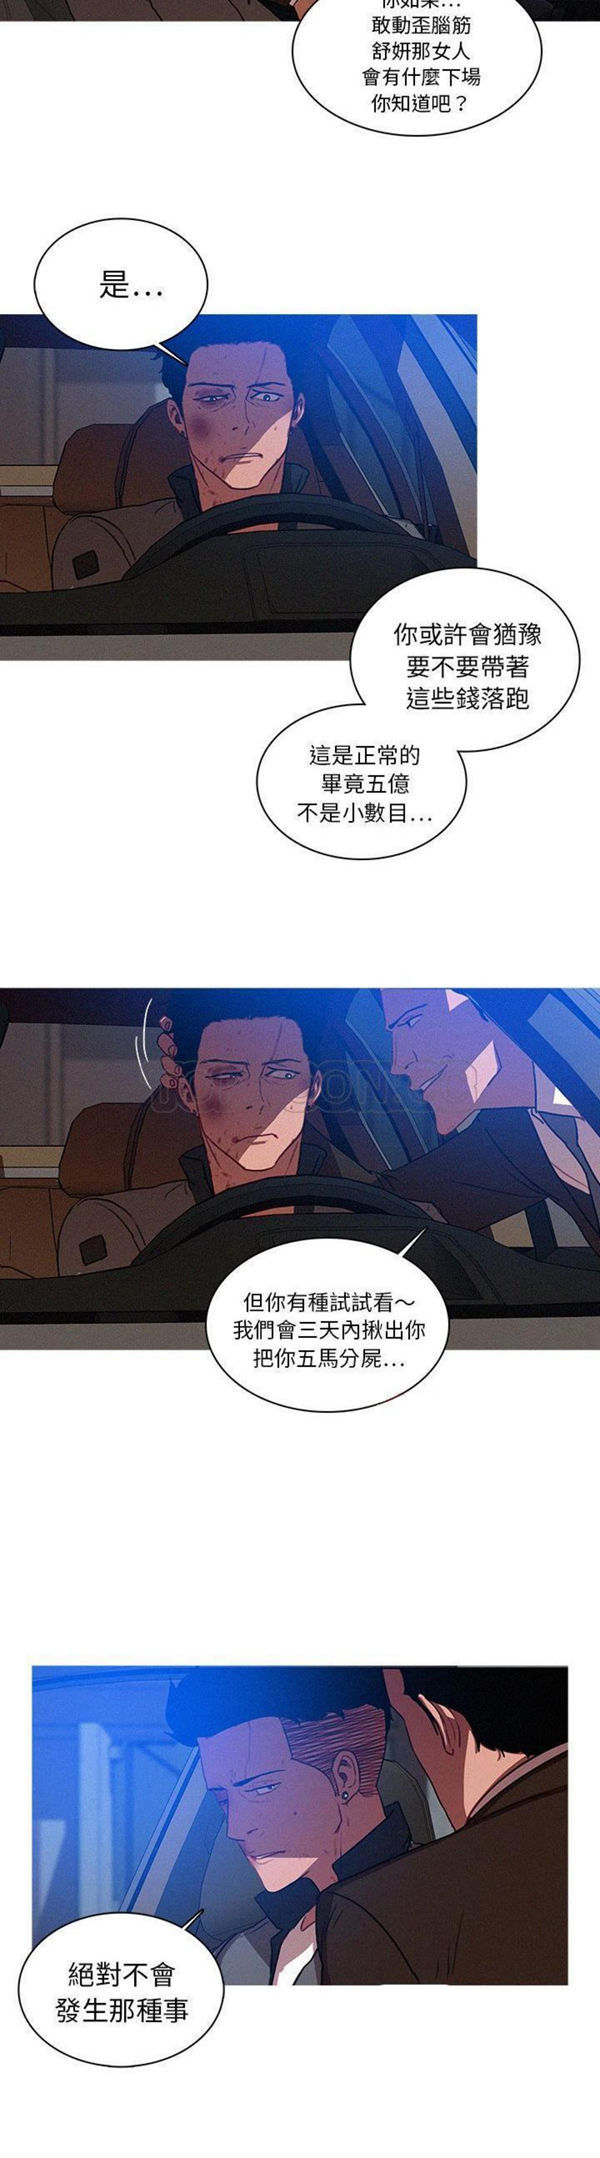 你如果...
敢動歪腦筋
舒妍那女人
會有什麼下場
你知道吧？
是...
你或許會猶豫
要不要帶著
這些錢落跑
這是正常的
畢竟五億
不是小數目...
但你有種試試看～
我們會三天內揪出你
把你五馬分屍...
絕對不會
發生那種事